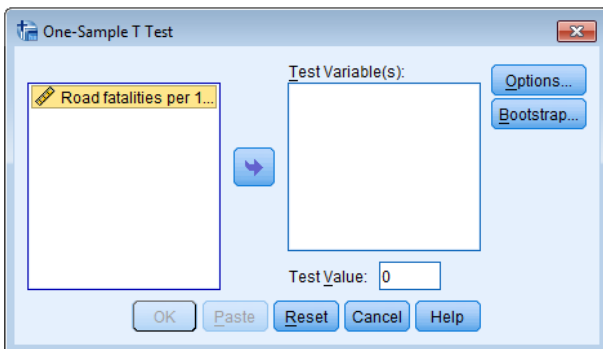 One-Sample T Test
Road fatalities per 1...
Test Variable(s):
Options...
Bootstrap...
Test Value: 0
OK Paste Reset Cancel Help